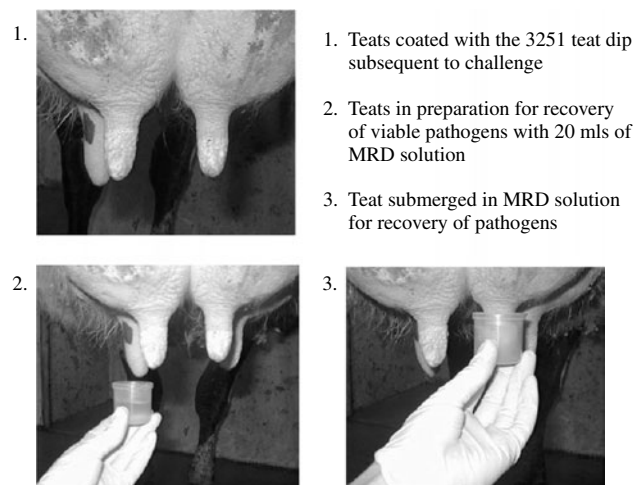 1.
1. Teats coated with the 3251 teat dip
subsequent to challenge
2. Teats in preparation for recovery
of viable pathogens with 20 mls of
MRD solution
3. Teat submerged in MRD solution
for recovery of pathogens
2.
3.